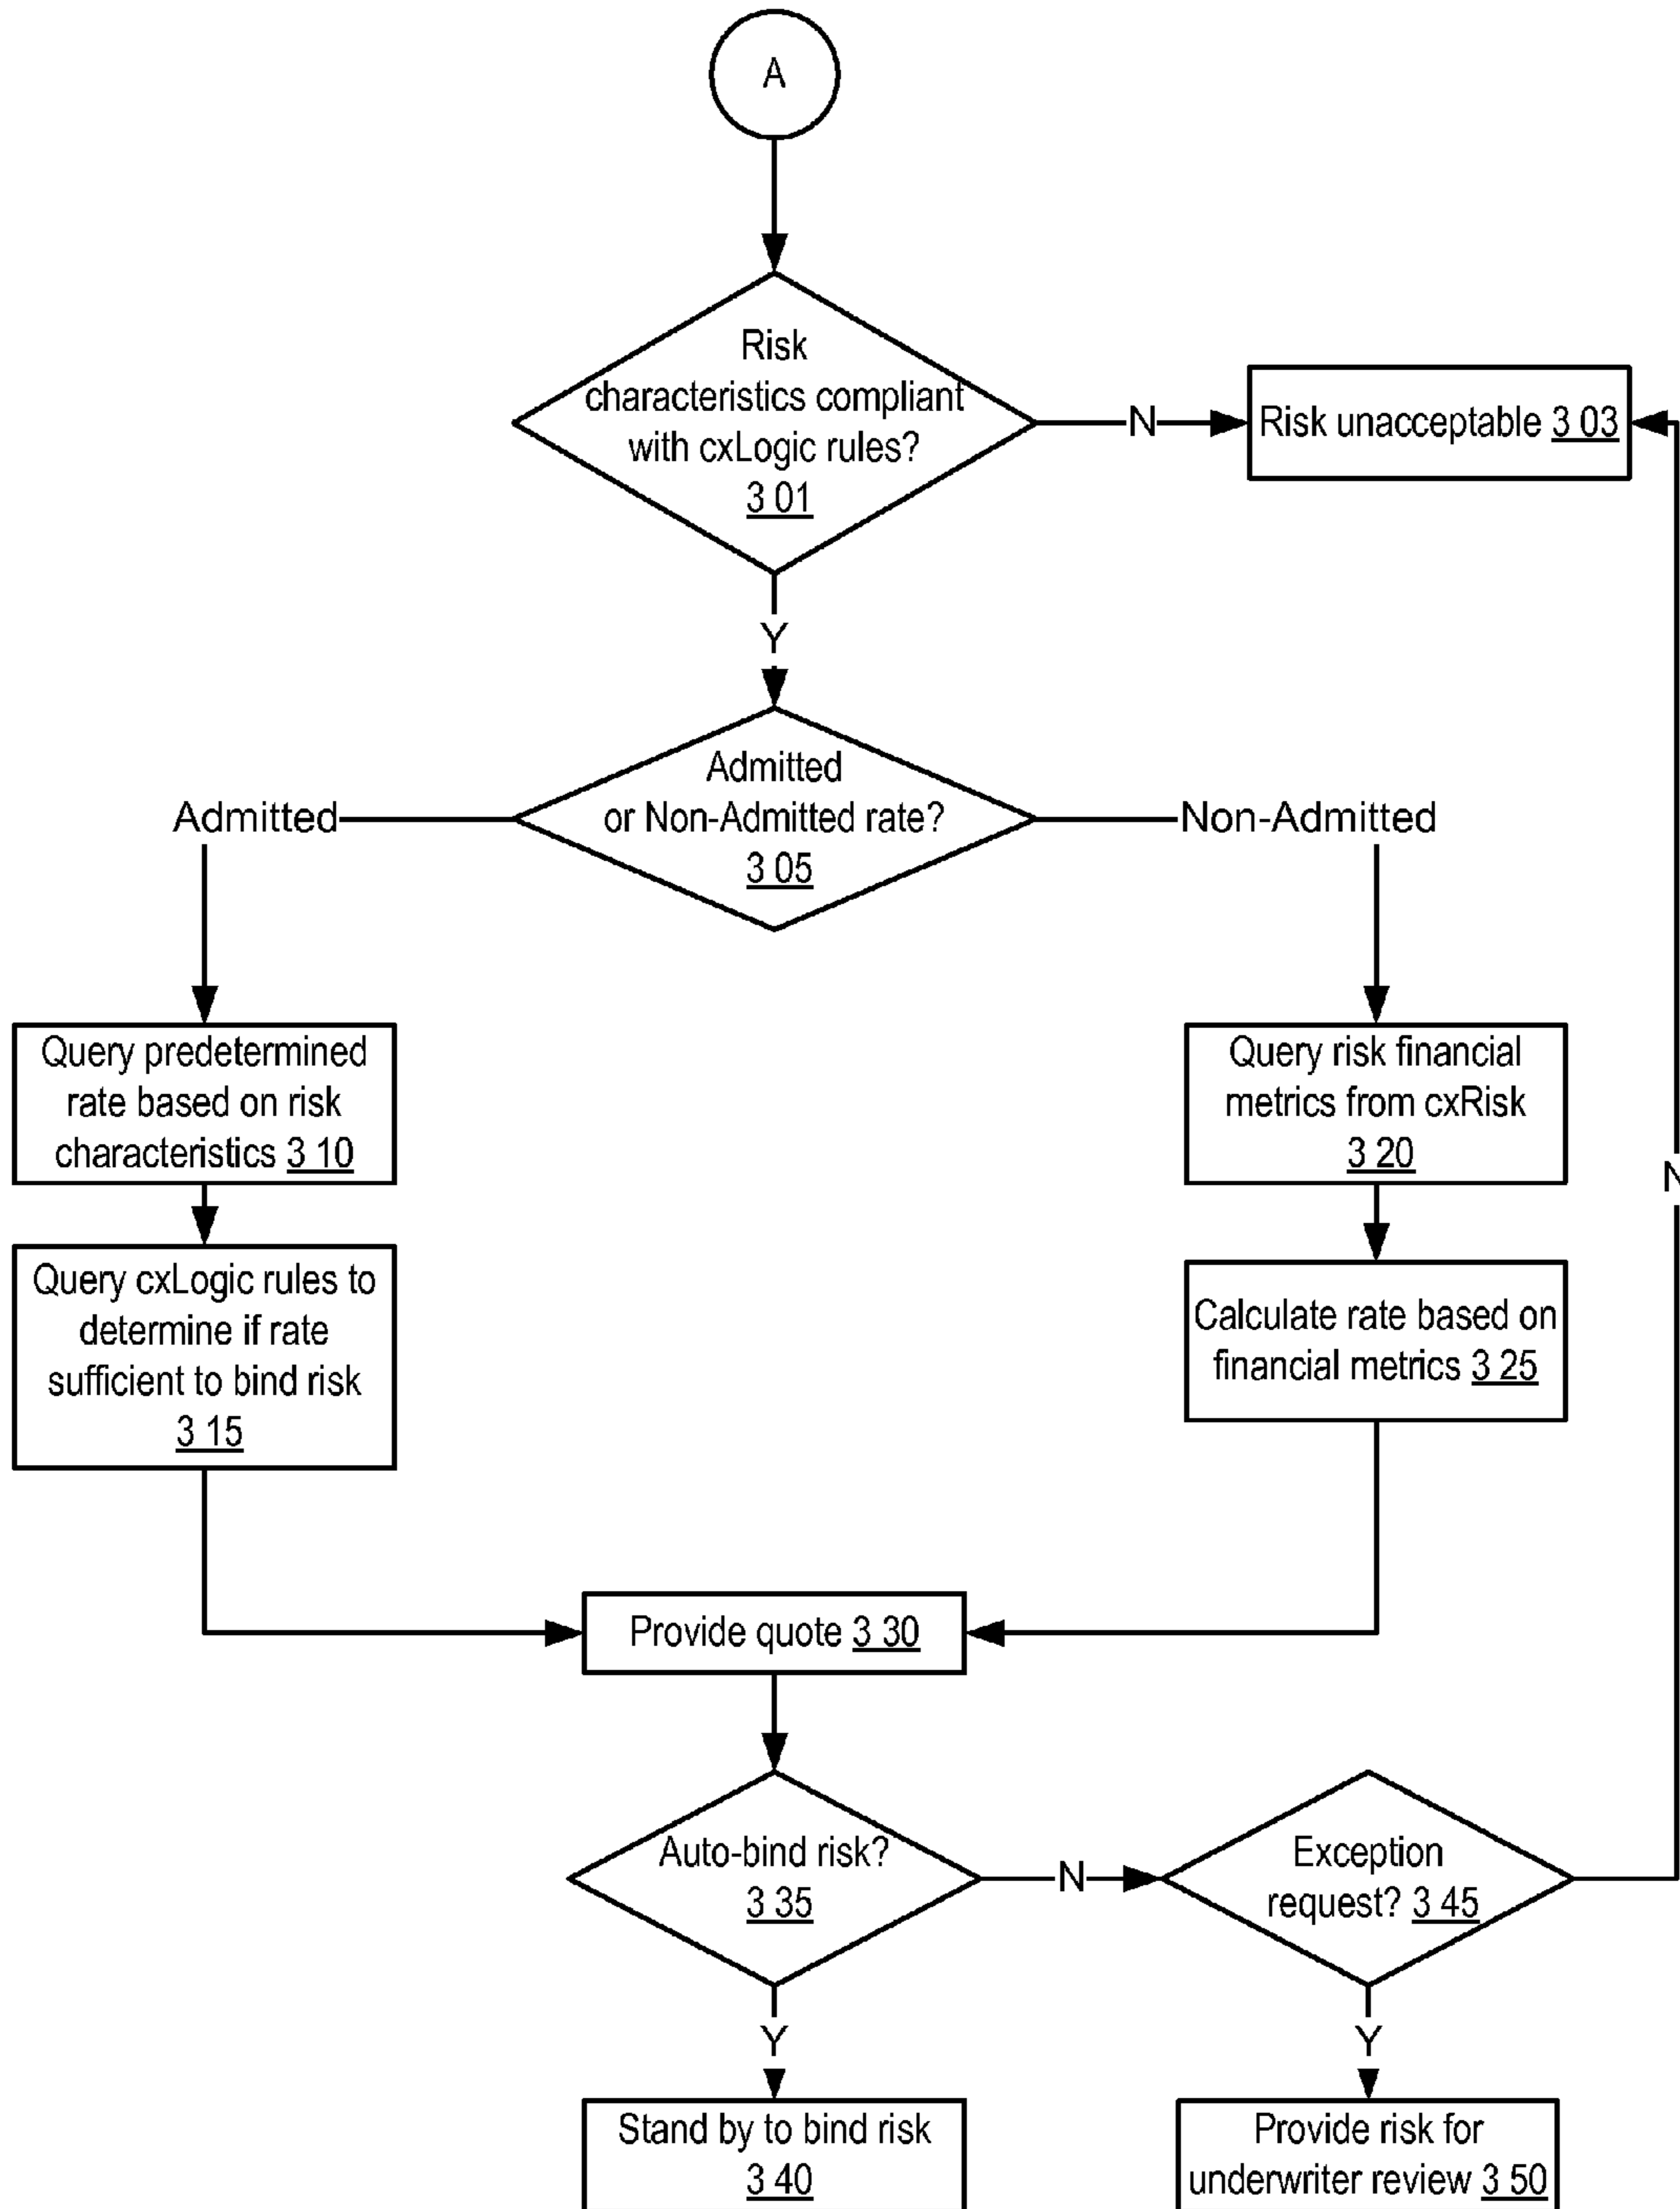 A
Risk
characteristics compliant
with cxLogic rules?
3 01
N
Risk unacceptable 3 03
Y
Admitted
or Non-Admitted rate?
3 05
Admitted
Non-Admitted
Query predetermined
rate based on risk
characteristics 3 10
Query risk financial
metrics from cxRisk
3 20
N
Query cxLogic rules to
determine if rate
sufficient to bind risk
3 15
Calculate rate based on
financial metrics 3 25
Provide quote 3 30
Auto-bind risk?
3 35
N
Exception
request? 3 45
Y
Y
Stand by to bind risk
3 40
Provide risk for
underwriter review 3 50